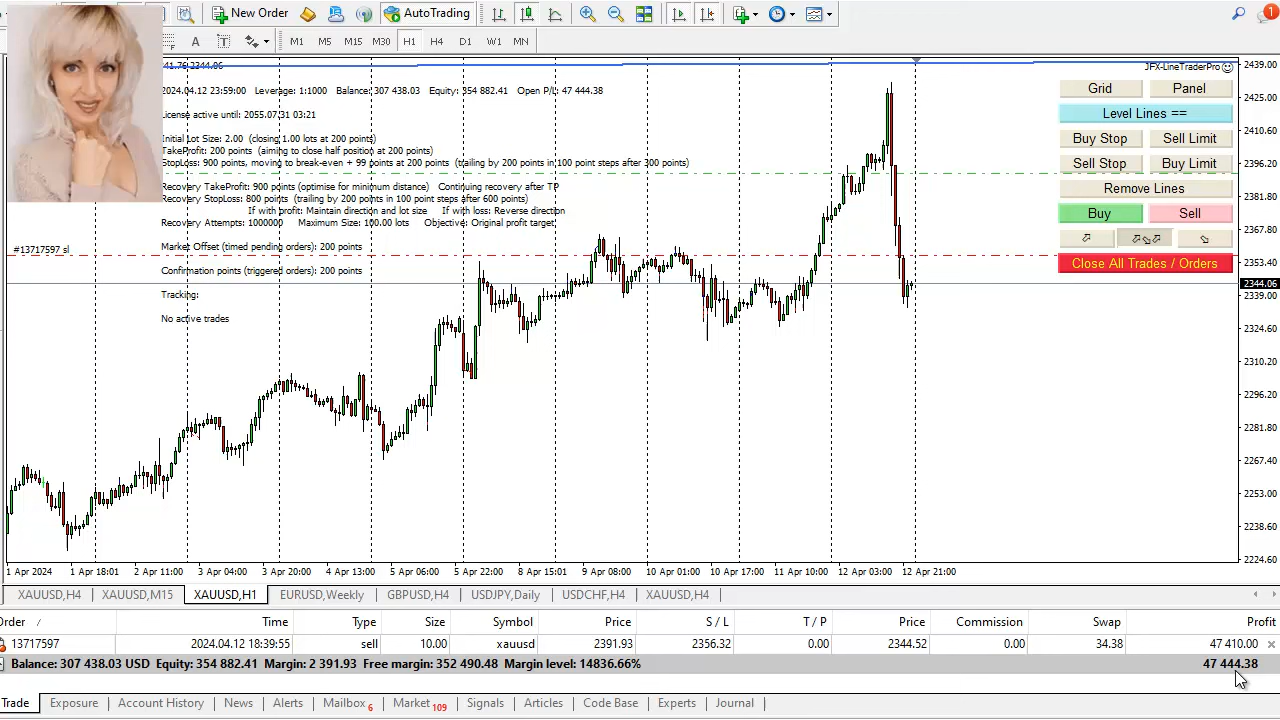 New Order AutoTrading 1
A T M1 M5 M15 M30 H1 H4 D1 W1 MN
41.76 2344.06
JFX-LineTraderPro☺
2024.04.12 23:59:00 Leverage: 1:1000 Balance: 307 438.03 Equity: 354 882.41 Open P/L: 47 444.38
License active until: 2055.07.31 03:21
Initial Lot Size: 2.00 (closing 1.00 lots at 200 points)
TakeProfit: 200 points (aiming to close half position at 200 points)
StopLoss: 900 points, moving to break-even + 99 points at 200 points (trailing by 200 points in 100 point steps after 300 points)
Recovery TakeProfit: 900 points (optimise for minimum distance) Continuing recovery after TP
Recovery StopLoss: 800 points (trailing by 200 points in 100 point steps after 600 points)
If with profit: Maintain direction and lot size If with loss: Reverse direction
Recovery Attempts: 1000000 Maximum Size: 100.00 lots Objective: Original profit target
Market Offset (timed pending orders): 200 points
#13717597 sl
Confirmation points (triggered orders): 200 points
Tracking:
No active trades
Grid Panel
Level Lines ==
Buy Stop Sell Limit
Sell Stop Buy Limit
Remove Lines
Buy Sell
Close All Trades / Orders
2439.00
2425.00
2410.60
2396.20
2381.80
2367.80
2353.40
2344.06
2339.00
2324.60
2310.20
2296.20
2281.80
2267.40
2253.00
2238.60
2224.60
1 Apr 2024 1 Apr 18:01 2 Apr 11:00 3 Apr 04:00 3 Apr 20:00 4 Apr 13:00 5 Apr 06:00 5 Apr 22:00 8 Apr 15:01 9 Apr 08:00 10 Apr 01:00 10 Apr 17:00 11 Apr 10:00 12 Apr 03:00 12 Apr 21:00
XAUUSD,H4 XAUUSD,M15 XAUUSD,H1 EURUSD,Weekly GBPUSD,H4 USDJPY,Daily USDCHF,H4 XAUUSD,H4
Order / Time Type Size Symbol Price S / L T / P Price Commission Swap Profit
13717597 2024.04.12 18:39:55 sell 10.00 xauusd 2391.93 2356.32 0.00 2344.52 0.00 34.38 47 410.00
Balance: 307 438.03 USD Equity: 354 882.41 Margin: 2 391.93 Free margin: 352 490.48 Margin level: 14836.66% 47 444.38
Trade Exposure Account History News Alerts Mailbox 6 Market 109 Signals Articles Code Base Experts Journal